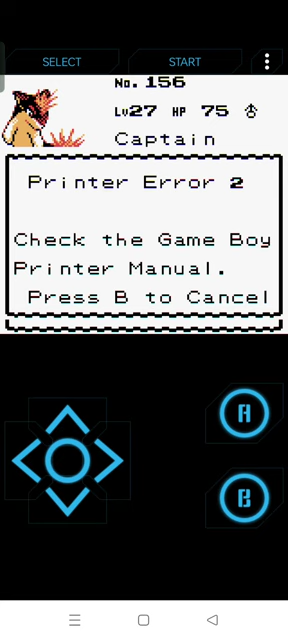 SELECT START
No. 156
Lv27 HP 75 ♂
Captain
Printer Error 2
Check the Game Boy
Printer Manual.
Press B to Cancel
A
B